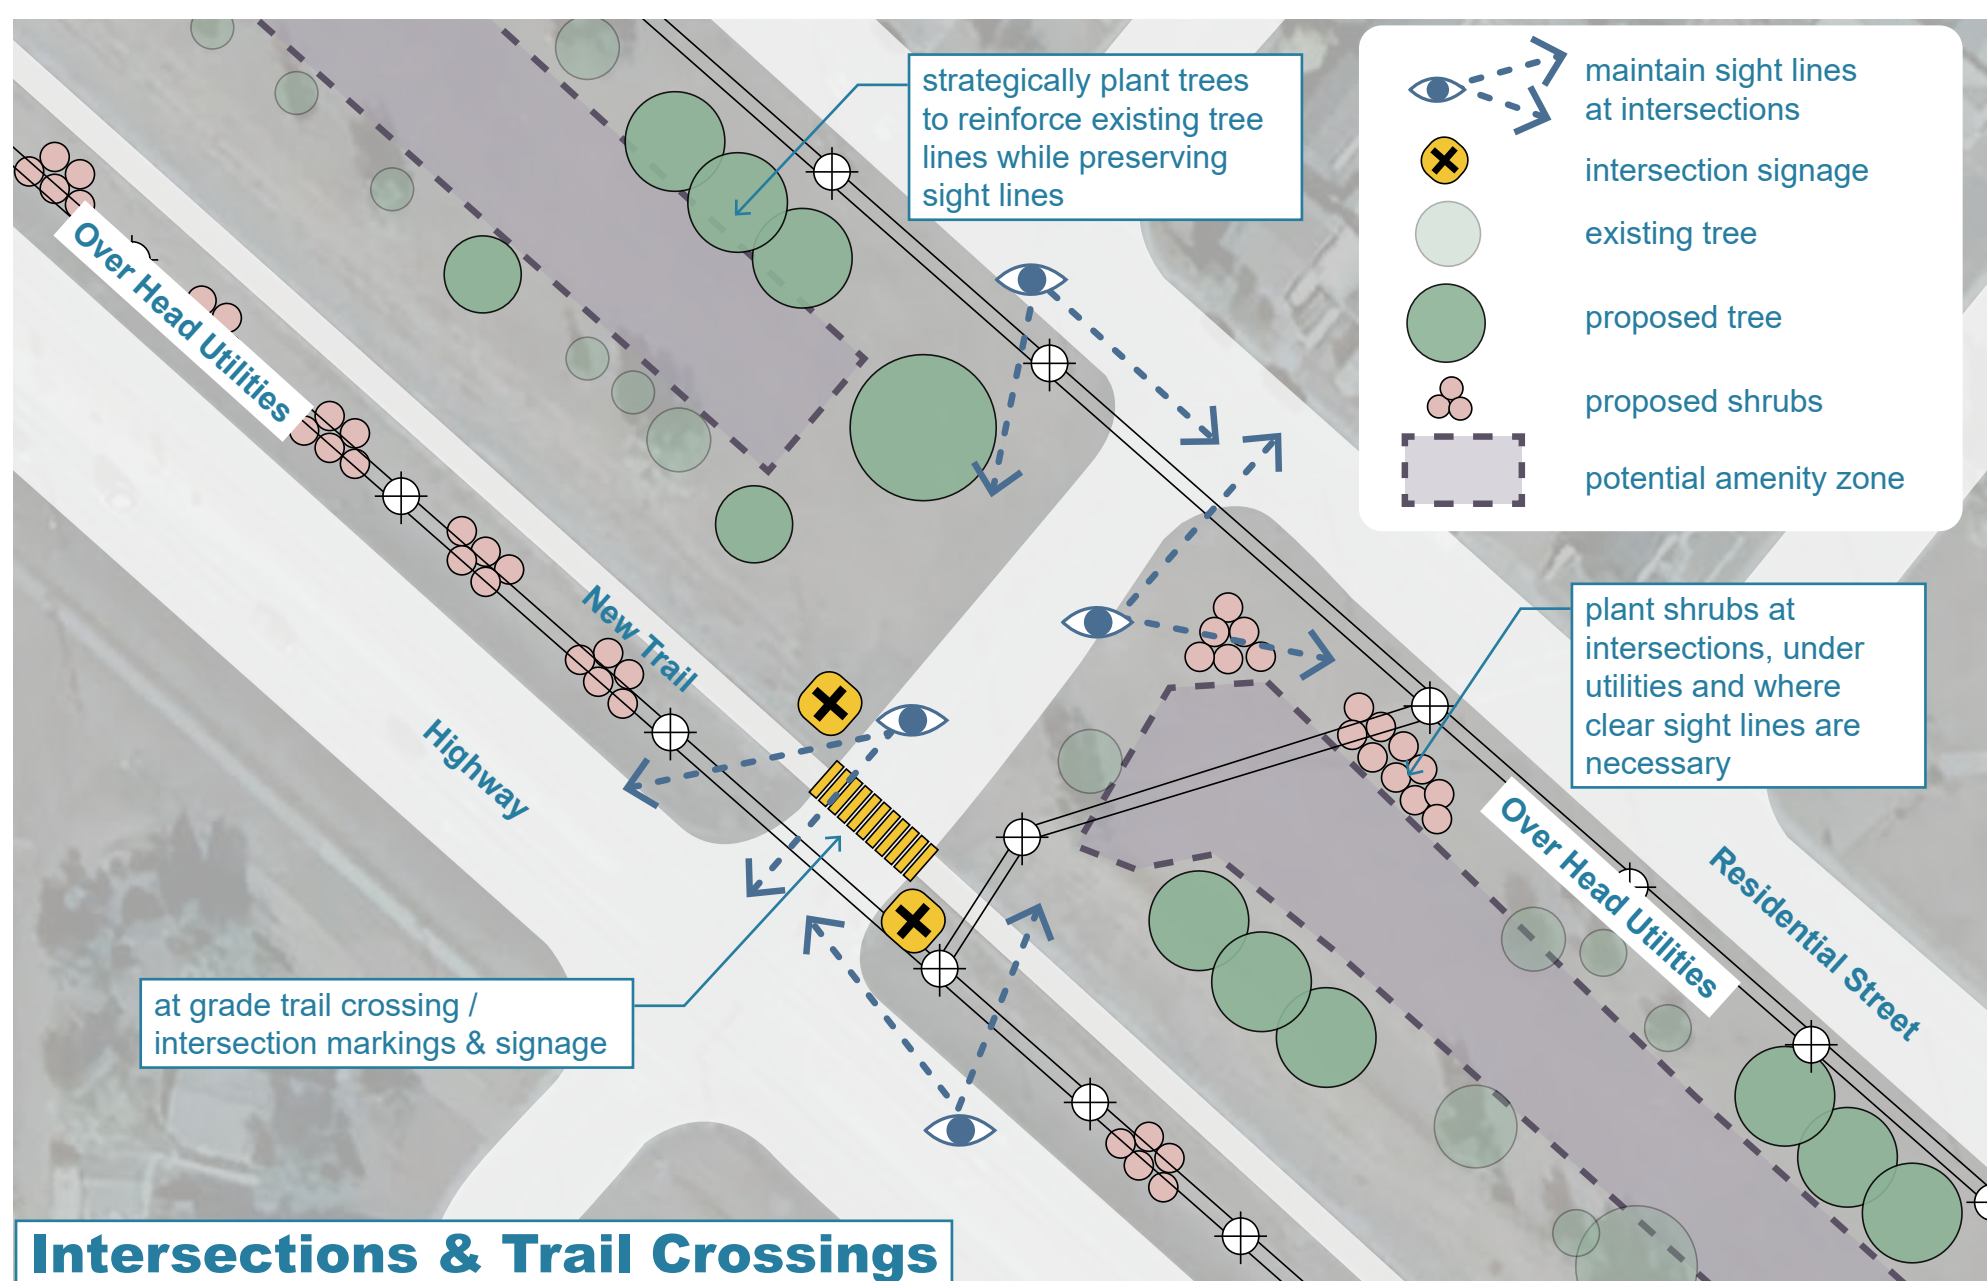 strategically plant trees
to reinforce existing tree
lines while preserving
sight lines
maintain sight lines
at intersections
intersection signage
existing tree
proposed tree
proposed shrubs
potential amenity zone
Over Head Utilities
New Trail
Highway
plant shrubs at
intersections, under
utilities and where
clear sight lines are
necessary
Over Head Utilities
Residential Street
at grade trail crossing /
intersection markings & signage
Intersections & Trail Crossings